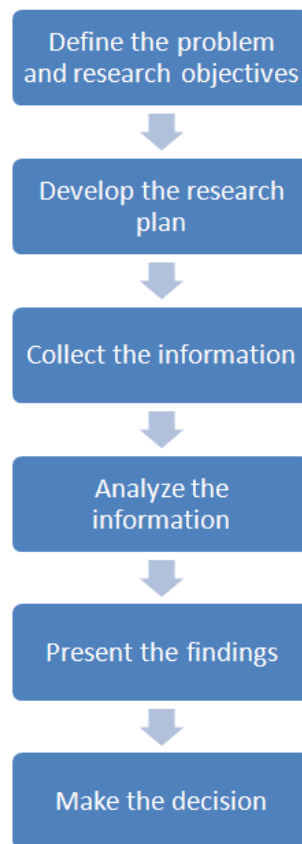 Define the problem
and research objectives
Develop the research
plan
Collect the information
Analyze the
information
Present the findings
Make the decision